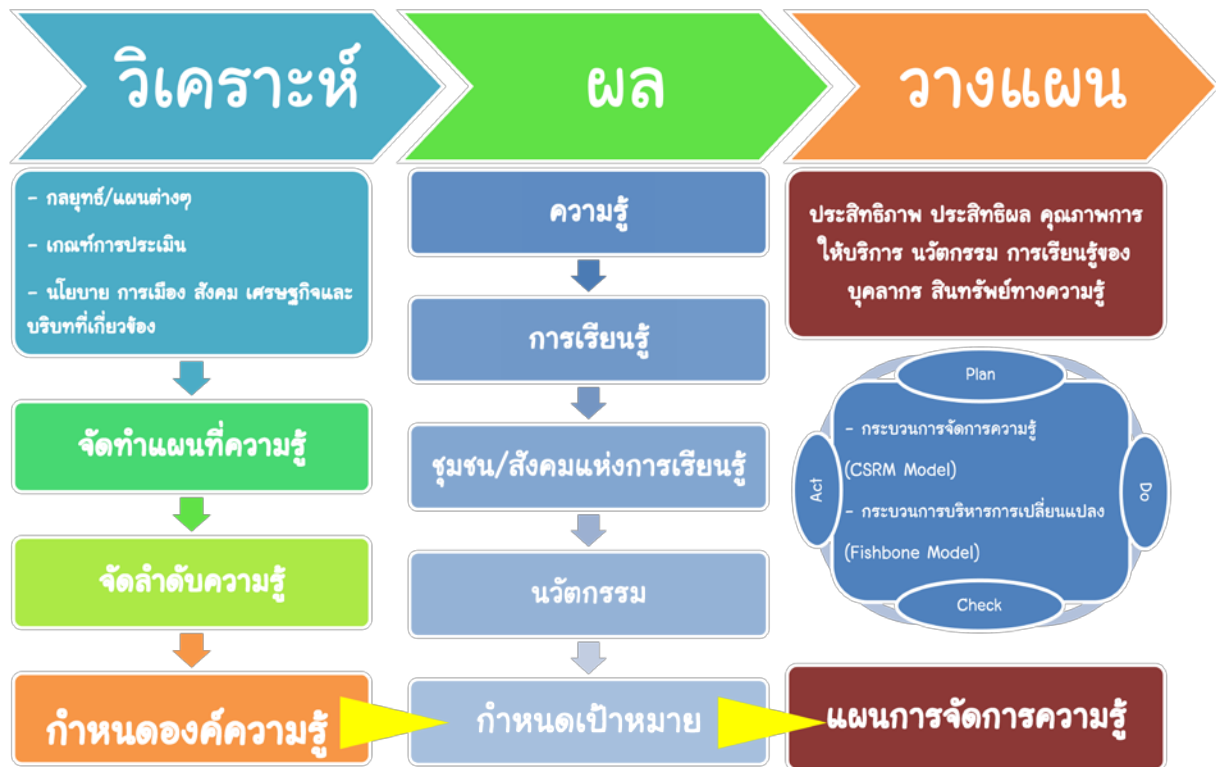 วิเคราะห์
ผล
วางแผน
- กลยุทธ์/แผนต่างๆ
- เกณฑ์การประเมิน
- นโยบาย การเมือง สังคม เศรษฐกิจและ
บริบทที่เกี่ยวข้อง
จัดทำแผนที่ความรู้
จัดลำดับความรู้
กำหนดองค์ความรู้
ความรู้
การเรียนรู้
ชุมชน/สังคมแห่งการเรียนรู้
นวัตกรรม
กำหนดเป้าหมาย
ประสิทธิภาพ ประสิทธิผล คุณภาพการ
ให้บริการ นวัตกรรม การเรียนรู้ของ
บุคลากร สินทรัพย์ทางความรู้
Plan
- กระบวนการจัดการความรู้
(CSRM Model)
- กระบวนการบริหารการเปลี่ยนแปลง
(Fishbone Model)
Act
Do
Check
แผนการจัดการความรู้